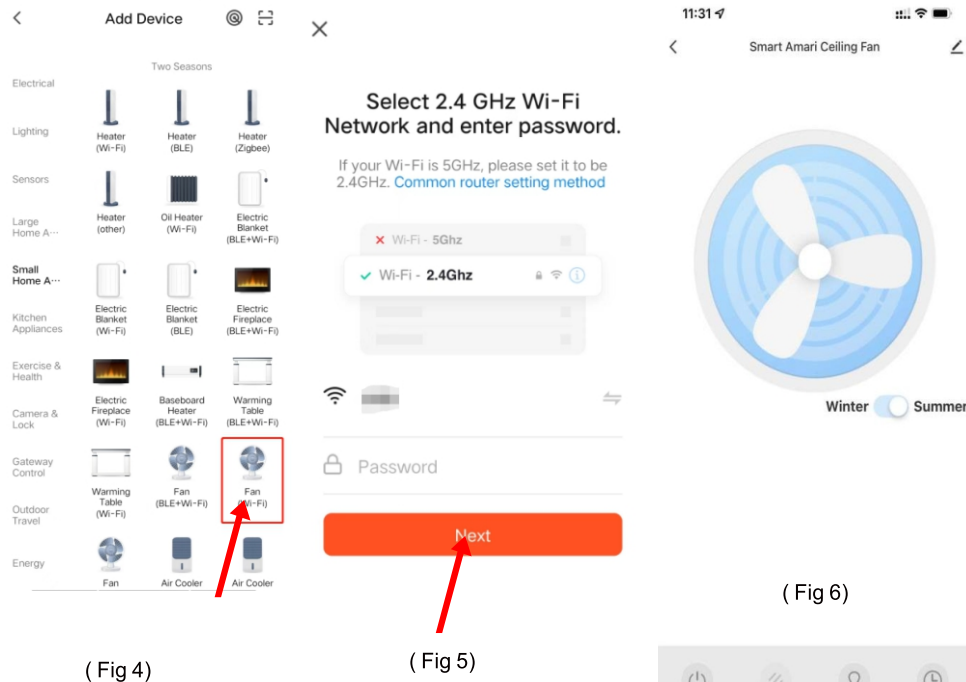 Add Device
Two Seasons
Electrical
Lighting
Sensors
Large
Home A···
Small
Home A···
Kitchen
Appliances
Exercise &
Health
Camera &
Lock
Gateway
Control
Outdoor
Travel
Energy
Heater
(Wi-Fi)
Heater
(BLE)
Heater
(Zigbee)
Heater
(other)
Oil Heater
(Wi-Fi)
Electric
Blanket
(BLE+Wi-Fi)
Electric
Blanket
(Wi-Fi)
Electric
Blanket
(BLE)
Electric
Fireplace
(BLE+Wi-Fi)
Electric
Fireplace
(Wi-Fi)
Baseboard
Heater
(BLE+Wi-Fi)
Warming
Table
(BLE+Wi-Fi)
Warming
Table
(Wi-Fi)
Fan
(BLE+Wi-Fi)
Fan
(Wi-Fi)
Fan
Air Cooler
Air Cooler
( Fig 4)
Select 2.4 GHz Wi-Fi
Network and enter password.
If your Wi-Fi is 5GHz, please set it to be
2.4GHz. Common router setting method
Wi-Fi - 5Ghz
Wi-Fi - 2.4Ghz
Password
Next
( Fig 5)
11:31
Smart Amari Ceiling Fan
Winter Summer
( Fig 6)